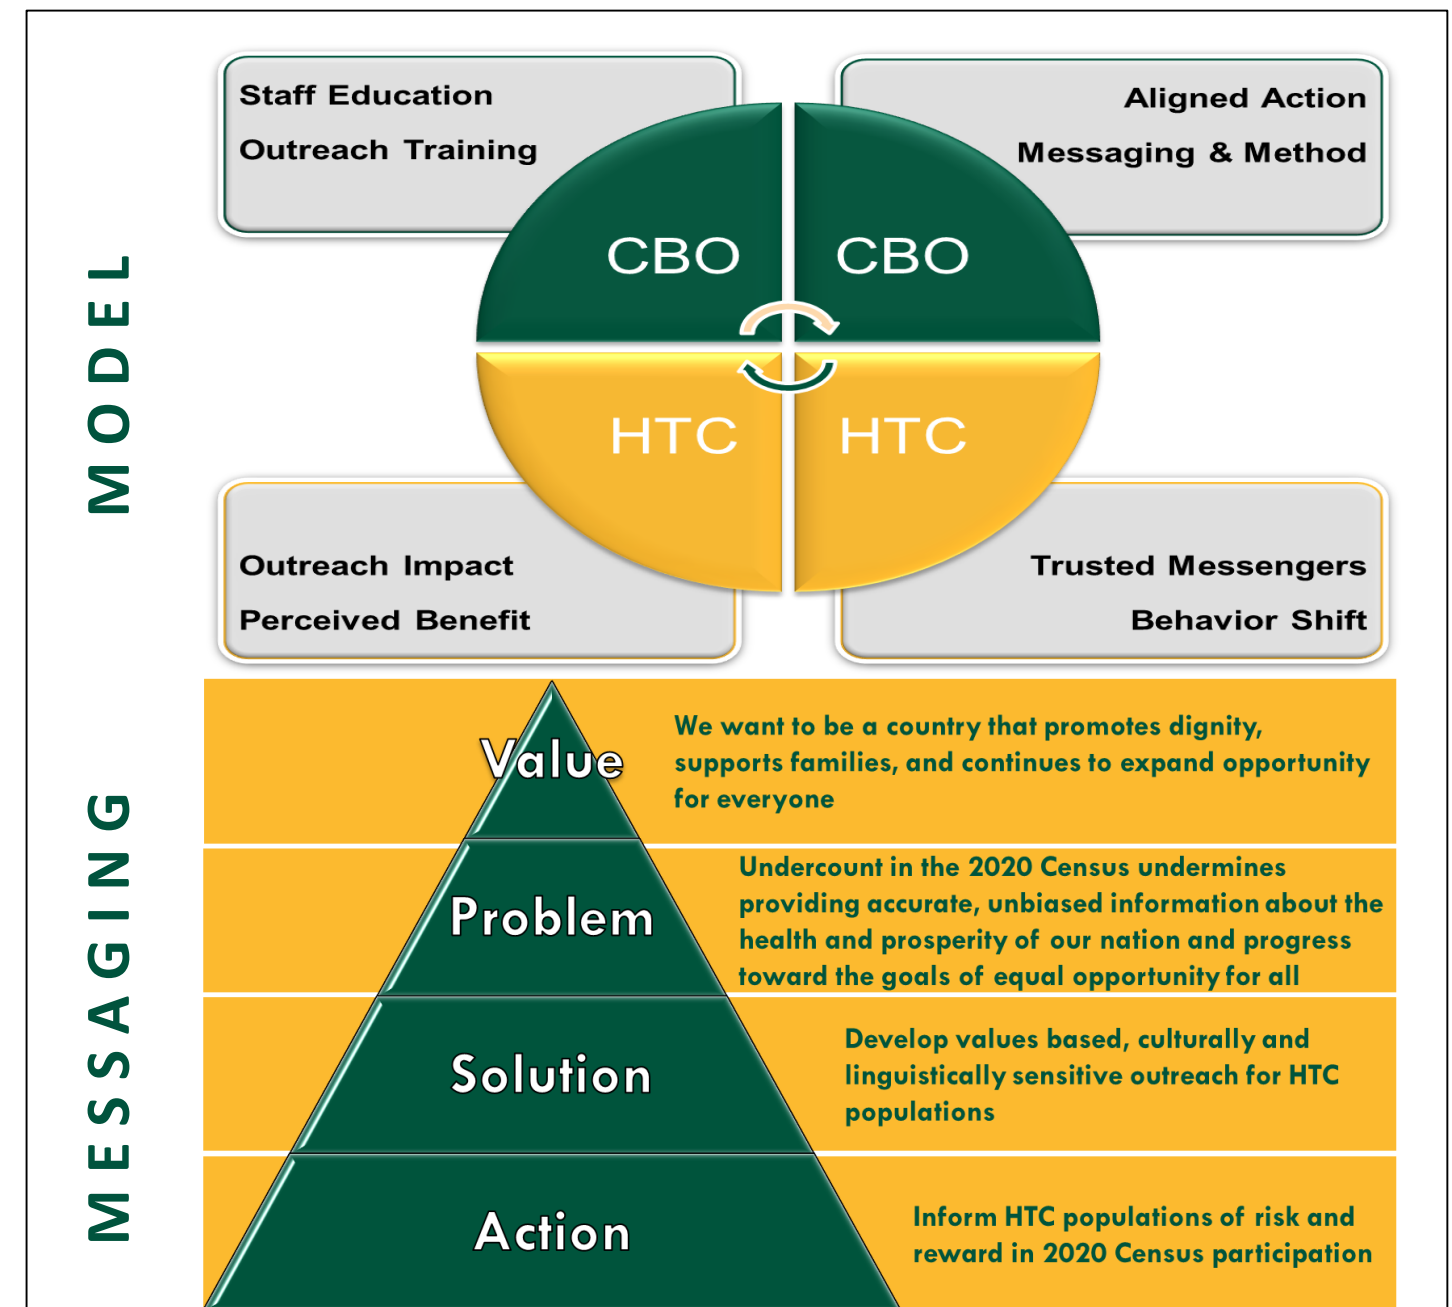 MODEL
Staff Education
Outreach Training
Aligned Action
Messaging & Method
CBO
CBO
HTC
HTC
Outreach Impact
Perceived Benefit
Trusted Messengers
Behavior Shift
MESSAGING
Value
We want to be a country that promotes dignity,
supports families, and continues to expand opportunity
for everyone
Problem
Undercount in the 2020 Census undermines
providing accurate, unbiased information about the
health and prosperity of our nation and progress
toward the goals of equal opportunity for all
Solution
Develop values based, culturally and
linguistically sensitive outreach for HTC
populations
Action
Inform HTC populations of risk and
reward in 2020 Census participation